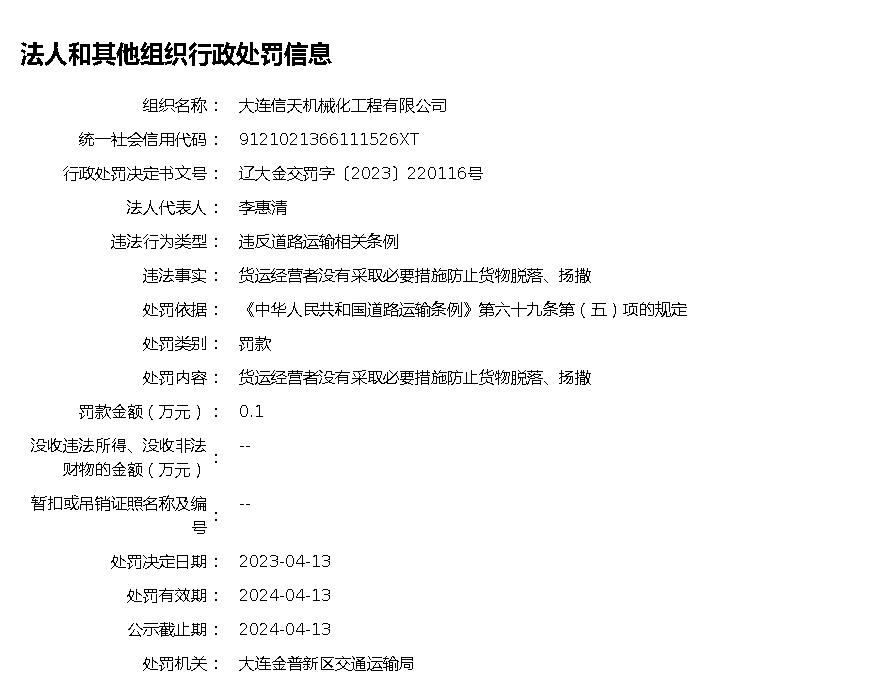 法人和其他组织行政处罚信息
组织名称： 大连信天机械化工程有限公司
统一社会信用代码： 9121021366111526XT
行政处罚决定书文号： 辽大金交罚字〔2023〕220116号
法人代表人： 李惠清
违法行为类型： 违反道路运输相关条例
违法事实： 货运经营者没有采取必要措施防止货物脱落、扬撒
处罚依据： 《中华人民共和国道路运输条例》第六十九条第（五）项的规定
处罚类别： 罚款
处罚内容： 货运经营者没有采取必要措施防止货物脱落、扬撒
罚款金额（万元）： 0.1
没收违法所得、没收非法
财物的金额（万元）： --
暂扣或吊销证照名称及编
号： --
处罚决定日期： 2023-04-13
处罚有效期： 2024-04-13
公示截止期： 2024-04-13
处罚机关： 大连金普新区交通运输局